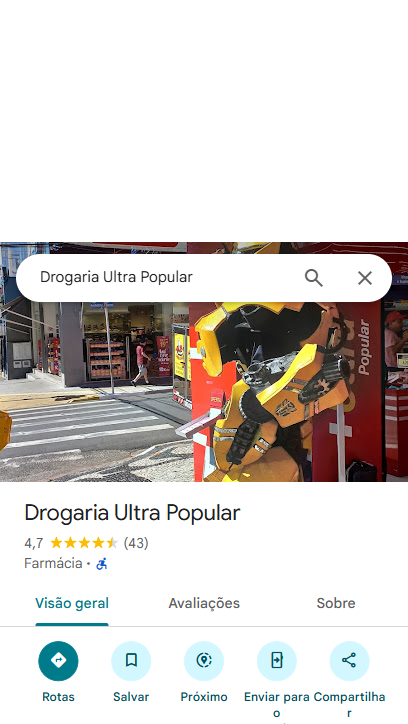 Drogaria Ultra Popular
Popular
Drogaria Ultra Popular
4,7 (43)
Farmácia ·
Visão geral
Avaliações
Sobre
Rotas
Salvar
Próximo
Enviar para
o
Compartilha
r